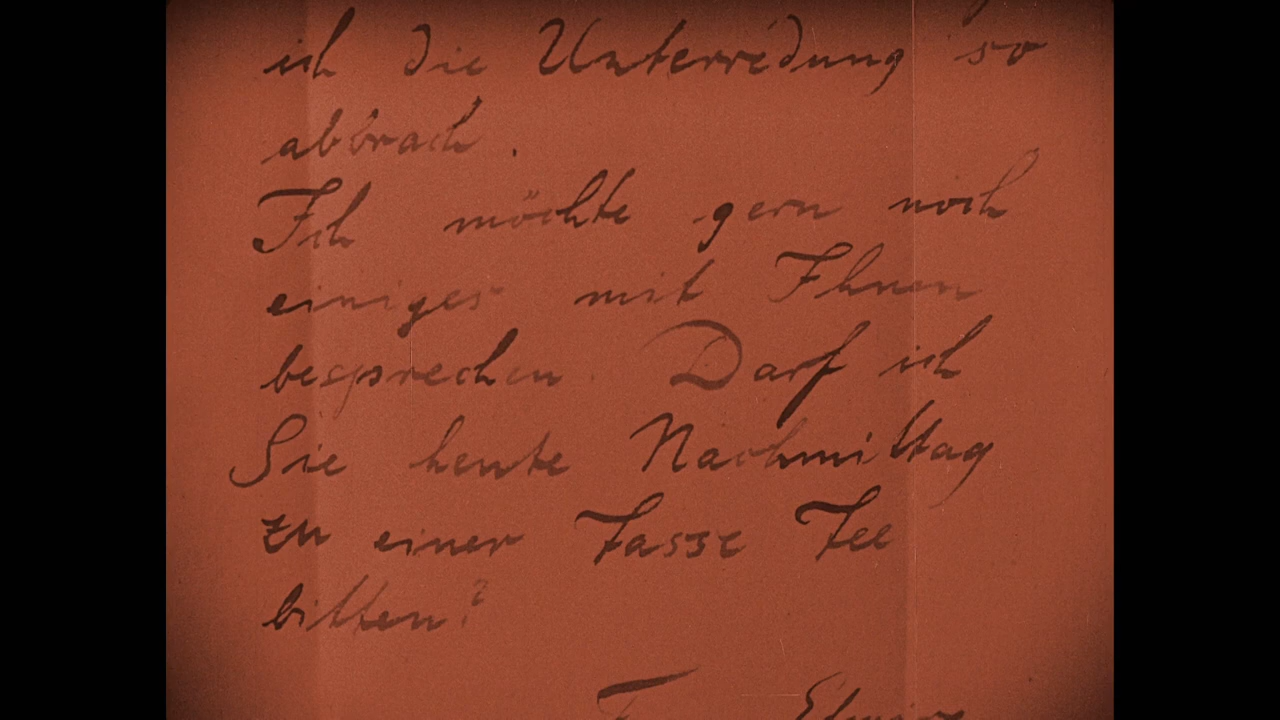 ich die Unterredung so
abbrach.
Ich möchte gern noch
einiges mit Ihnen
besprechen. Darf ich
Sie heute Nachmittag
zu einer Tasse Tee
bitten?